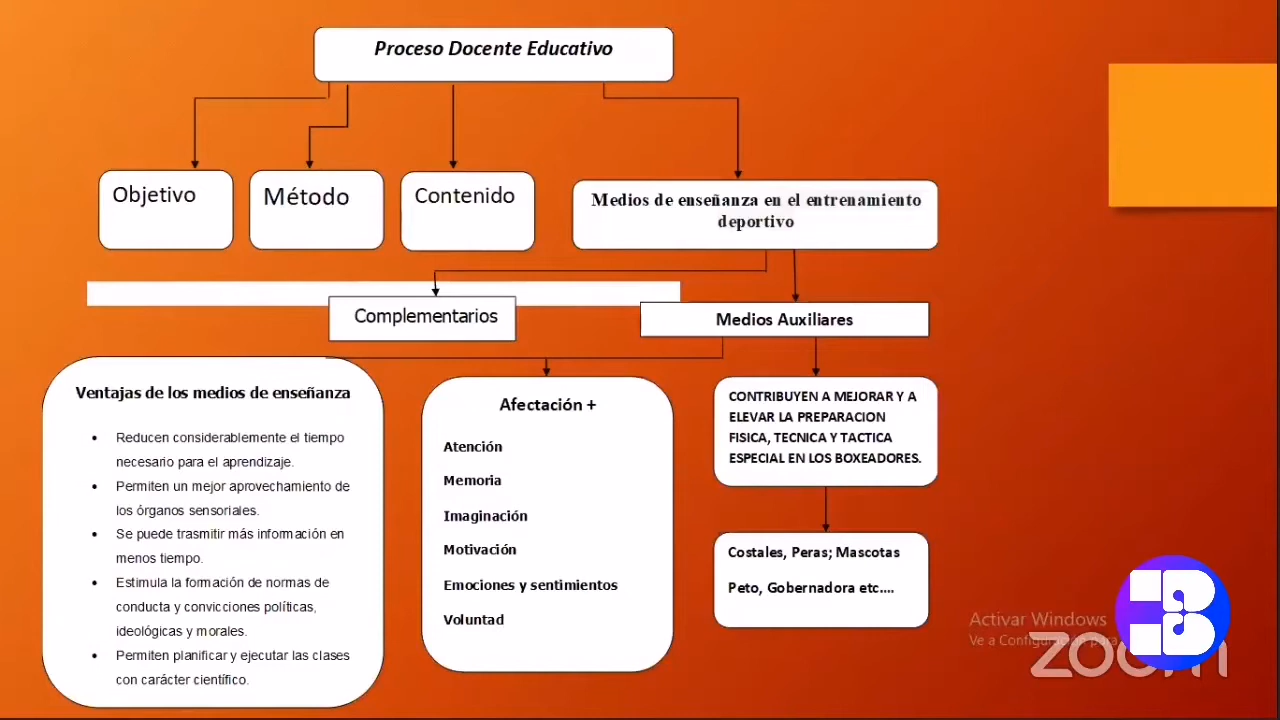 Proceso Docente Educativo
Objetivo
Método
Contenido
Medios de enseñanza en el entrenamiento
deportivo
Complementarios
Medios Auxiliares
Ventajas de los medios de enseñanza
• Reducen considerablemente el tiempo
necesario para el aprendizaje.
• Permiten un mejor aprovechamiento de
los órganos sensoriales.
• Se puede trasmitir más información en
menos tiempo.
• Estimula la formación de normas de
conducta y convicciones políticas,
ideológicas y morales.
• Permiten planificar y ejecutar las clases
con carácter científico.
Afectación +
Atención
Memoria
Imaginación
Motivación
Emociones y sentimientos
Voluntad
CONTRIBUYEN A MEJORAR Y A
ELEVAR LA PREPARACION
FISICA, TECNICA Y TACTICA
ESPECIAL EN LOS BOXEADORES.
Costales, Peras; Mascotas
Peto, Gobernadora etc....
Activar Windows
Ve a Configuración para
zoom
B